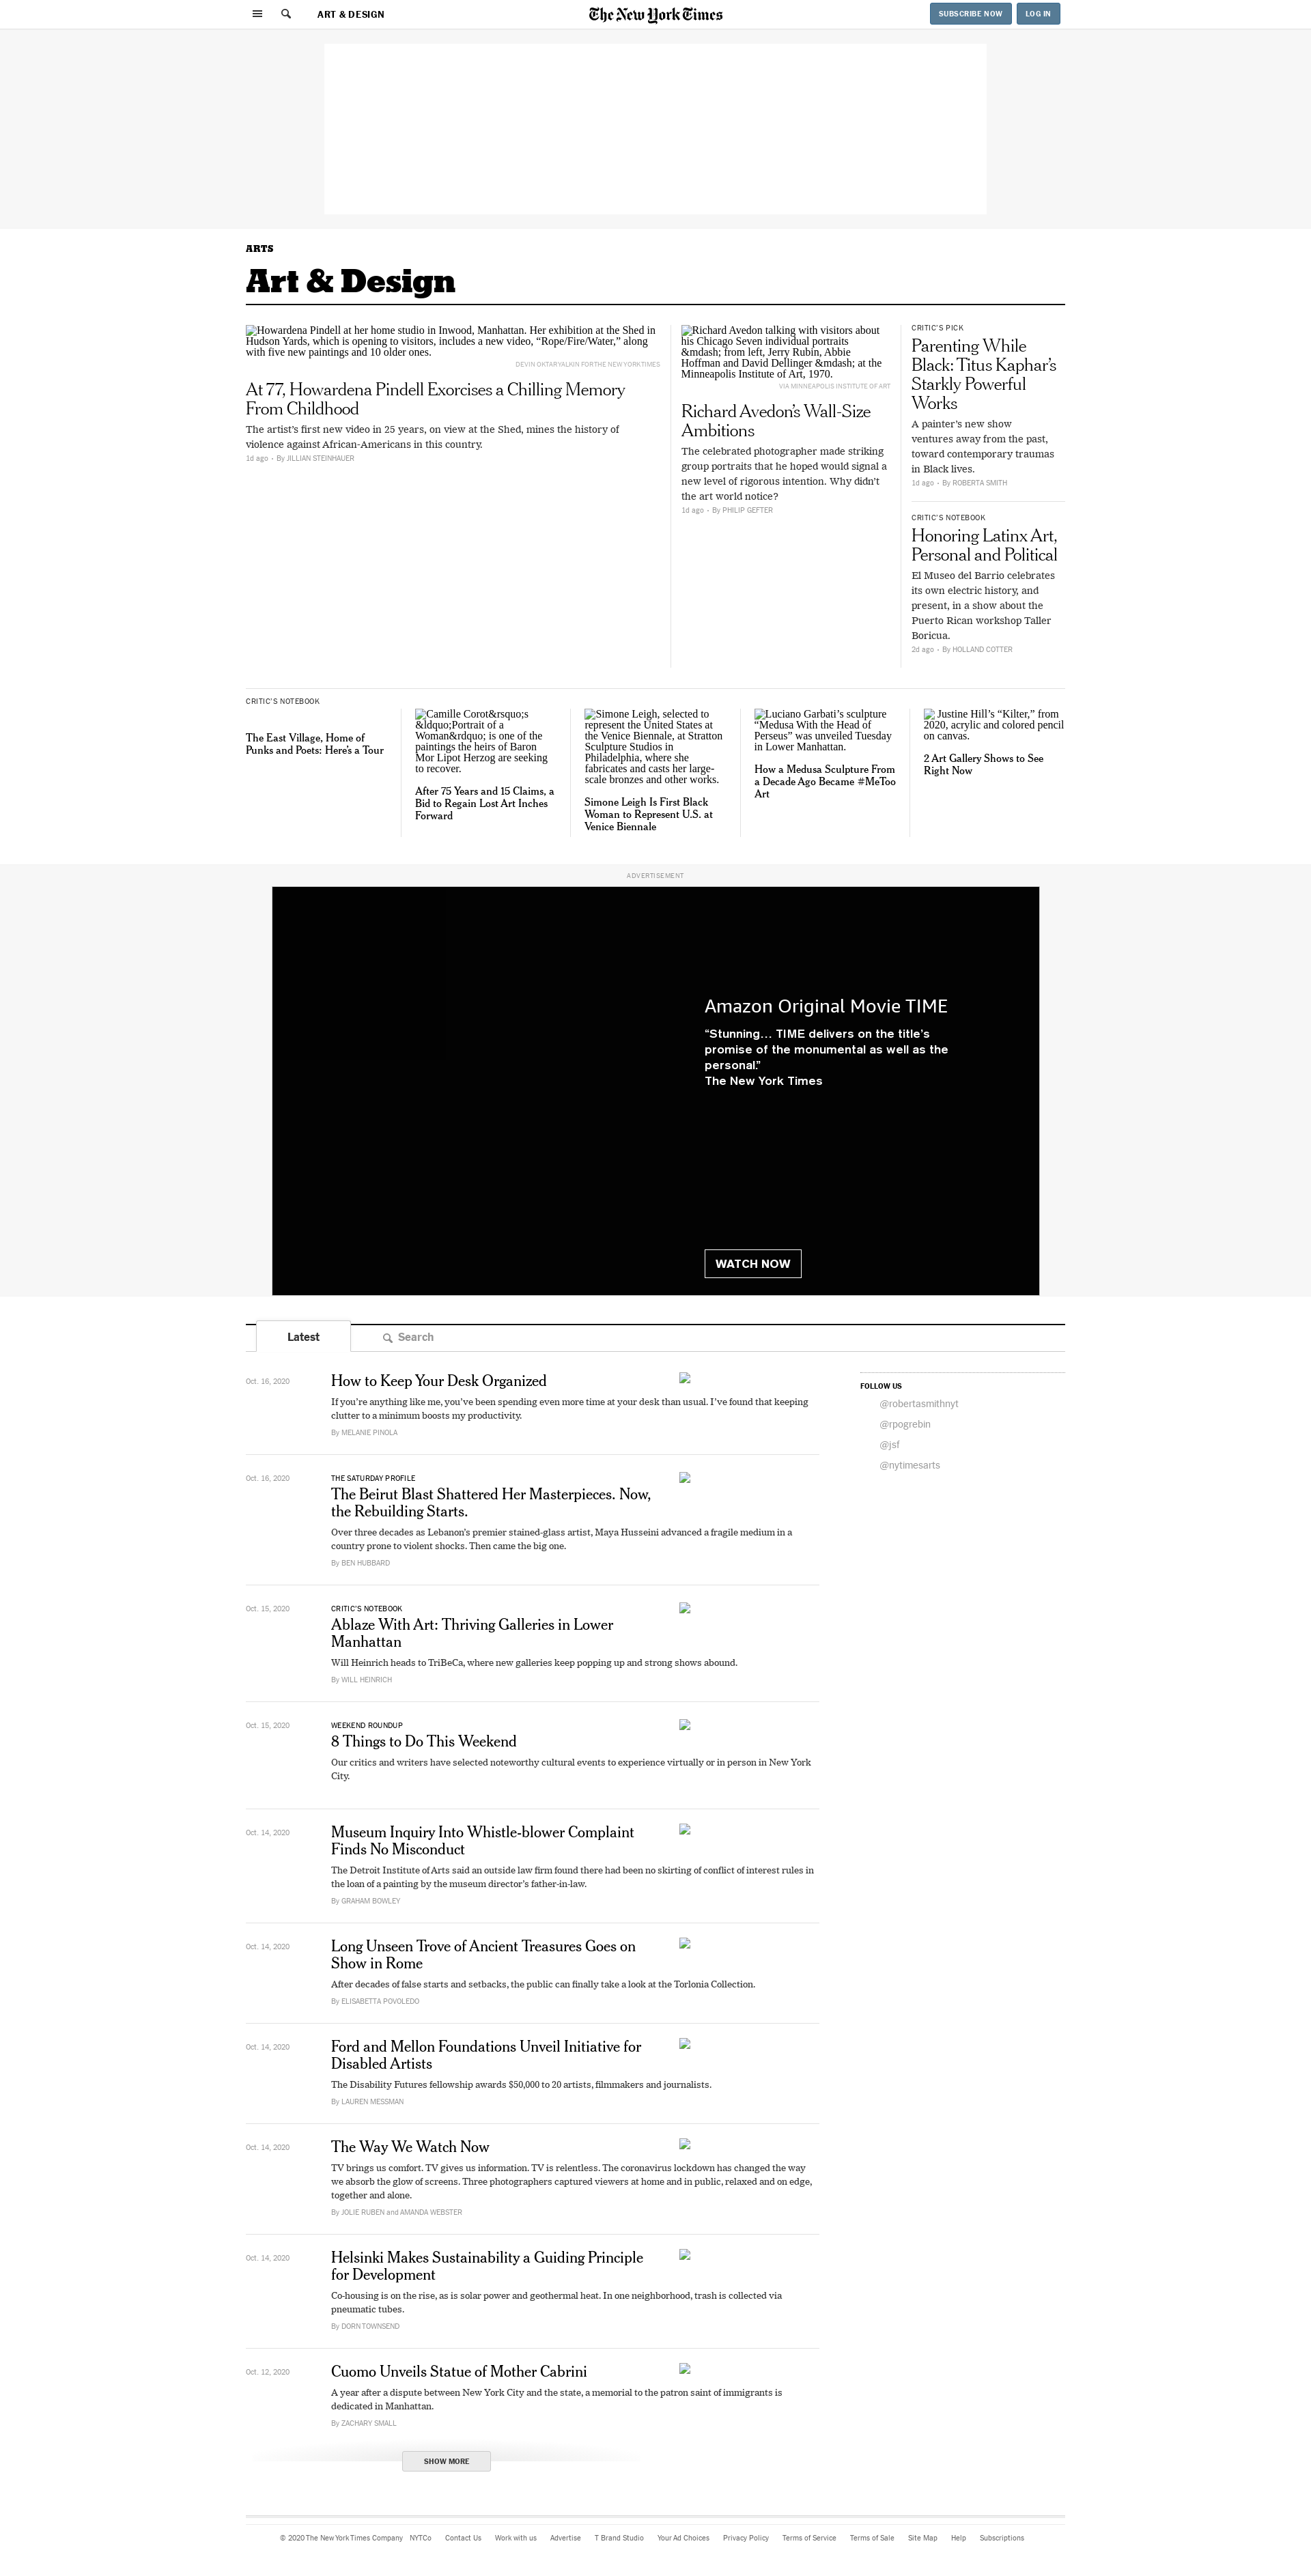 ART & DESIGN
The New York Times
SUBSCRIBE NOW
LOG IN
ARTS
Art & Design
Howardena Pindell at her home studio in Inwood, Manhattan. Her exhibition at the Shed in
Hudson Yards, which is opening to visitors, includes a new video, “Rope/Fire/Water,” along
with five new paintings and 10 older ones.
DEVIN OKTAR YALKIN FOR THE NEW YORK TIMES
At 77, Howardena Pindell Exorcises a Chilling Memory
From Childhood
The artist’s first new video in 25 years, on view at the Shed, mines the history of
violence against African-Americans in this country.
1d ago • By JILLIAN STEINHAUER
Richard Avedon talking with visitors about
his Chicago Seven individual portraits
&mdash; from left, Jerry Rubin, Abbie
Hoffman and David Dellinger &mdash; at the
Minneapolis Institute of Art, 1970.
VIA MINNEAPOLIS INSTITUTE OF ART
Richard Avedon’s Wall-Size
Ambitions
The celebrated photographer made striking
group portraits that he hoped would signal a
new level of rigorous intention. Why didn’t
the art world notice?
1d ago • By PHILIP GEFTER
CRITIC’S PICK
Parenting While
Black: Titus Kaphar’s
Starkly Powerful
Works
A painter’s new show
ventures away from the past,
toward contemporary traumas
in Black lives.
1d ago • By ROBERTA SMITH
CRITIC’S NOTEBOOK
Honoring Latinx Art,
Personal and Political
El Museo del Barrio celebrates
its own electric history, and
present, in a show about the
Puerto Rican workshop Taller
Boricua.
2d ago • By HOLLAND COTTER
CRITIC’S NOTEBOOK
The East Village, Home of
Punks and Poets: Here’s a Tour
Camille Corot&rsquo;s
&ldquo;Portrait of a
Woman&rdquo; is one of the
paintings the heirs of Baron
Mor Lipot Herzog are seeking
to recover.
After 75 Years and 15 Claims, a
Bid to Regain Lost Art Inches
Forward
Simone Leigh, selected to
represent the United States at
the Venice Biennale, at Stratton
Sculpture Studios in
Philadelphia, where she
fabricates and casts her large-
scale bronzes and other works.
Simone Leigh Is First Black
Woman to Represent U.S. at
Venice Biennale
Luciano Garbati’s sculpture
“Medusa With the Head of
Perseus” was unveiled Tuesday
in Lower Manhattan.
How a Medusa Sculpture From
a Decade Ago Became #MeToo
Art
Justine Hill’s “Kilter,” from
2020, acrylic and colored pencil
on canvas.
2 Art Gallery Shows to See
Right Now
ADVERTISEMENT
Amazon Original Movie TIME
“Stunning… TIME delivers on the title’s
promise of the monumental as well as the
personal.”
The New York Times
WATCH NOW
Latest
Search
Oct. 16, 2020
How to Keep Your Desk Organized
If you’re anything like me, you’ve been spending even more time at your desk than usual. I’ve found that keeping
clutter to a minimum boosts my productivity.
By MELANIE PINOLA
FOLLOW US
@robertasmithnyt
@rpogrebin
@jsf
@nytimesarts
Oct. 16, 2020
THE SATURDAY PROFILE
The Beirut Blast Shattered Her Masterpieces. Now,
the Rebuilding Starts.
Over three decades as Lebanon’s premier stained-glass artist, Maya Husseini advanced a fragile medium in a
country prone to violent shocks. Then came the big one.
By BEN HUBBARD
Oct. 15, 2020
CRITIC’S NOTEBOOK
Ablaze With Art: Thriving Galleries in Lower
Manhattan
Will Heinrich heads to TriBeCa, where new galleries keep popping up and strong shows abound.
By WILL HEINRICH
Oct. 15, 2020
WEEKEND ROUNDUP
8 Things to Do This Weekend
Our critics and writers have selected noteworthy cultural events to experience virtually or in person in New York
City.
Oct. 14, 2020
Museum Inquiry Into Whistle-blower Complaint
Finds No Misconduct
The Detroit Institute of Arts said an outside law firm found there had been no skirting of conflict of interest rules in
the loan of a painting by the museum director’s father-in-law.
By GRAHAM BOWLEY
Oct. 14, 2020
Long Unseen Trove of Ancient Treasures Goes on
Show in Rome
After decades of false starts and setbacks, the public can finally take a look at the Torlonia Collection.
By ELISABETTA POVOLEDO
Oct. 14, 2020
Ford and Mellon Foundations Unveil Initiative for
Disabled Artists
The Disability Futures fellowship awards $50,000 to 20 artists, filmmakers and journalists.
By LAUREN MESSMAN
Oct. 14, 2020
The Way We Watch Now
TV brings us comfort. TV gives us information. TV is relentless. The coronavirus lockdown has changed the way
we absorb the glow of screens. Three photographers captured viewers at home and in public, relaxed and on edge,
together and alone.
By JOLIE RUBEN and AMANDA WEBSTER
Oct. 14, 2020
Helsinki Makes Sustainability a Guiding Principle
for Development
Co-housing is on the rise, as is solar power and geothermal heat. In one neighborhood, trash is collected via
pneumatic tubes.
By DORN TOWNSEND
Oct. 12, 2020
Cuomo Unveils Statue of Mother Cabrini
A year after a dispute between New York City and the state, a memorial to the patron saint of immigrants is
dedicated in Manhattan.
By ZACHARY SMALL
SHOW MORE
© 2020 The New York Times Company NYTCo Contact Us Work with us Advertise T Brand Studio Your Ad Choices Privacy Policy Terms of Service Terms of Sale Site Map Help Subscriptions